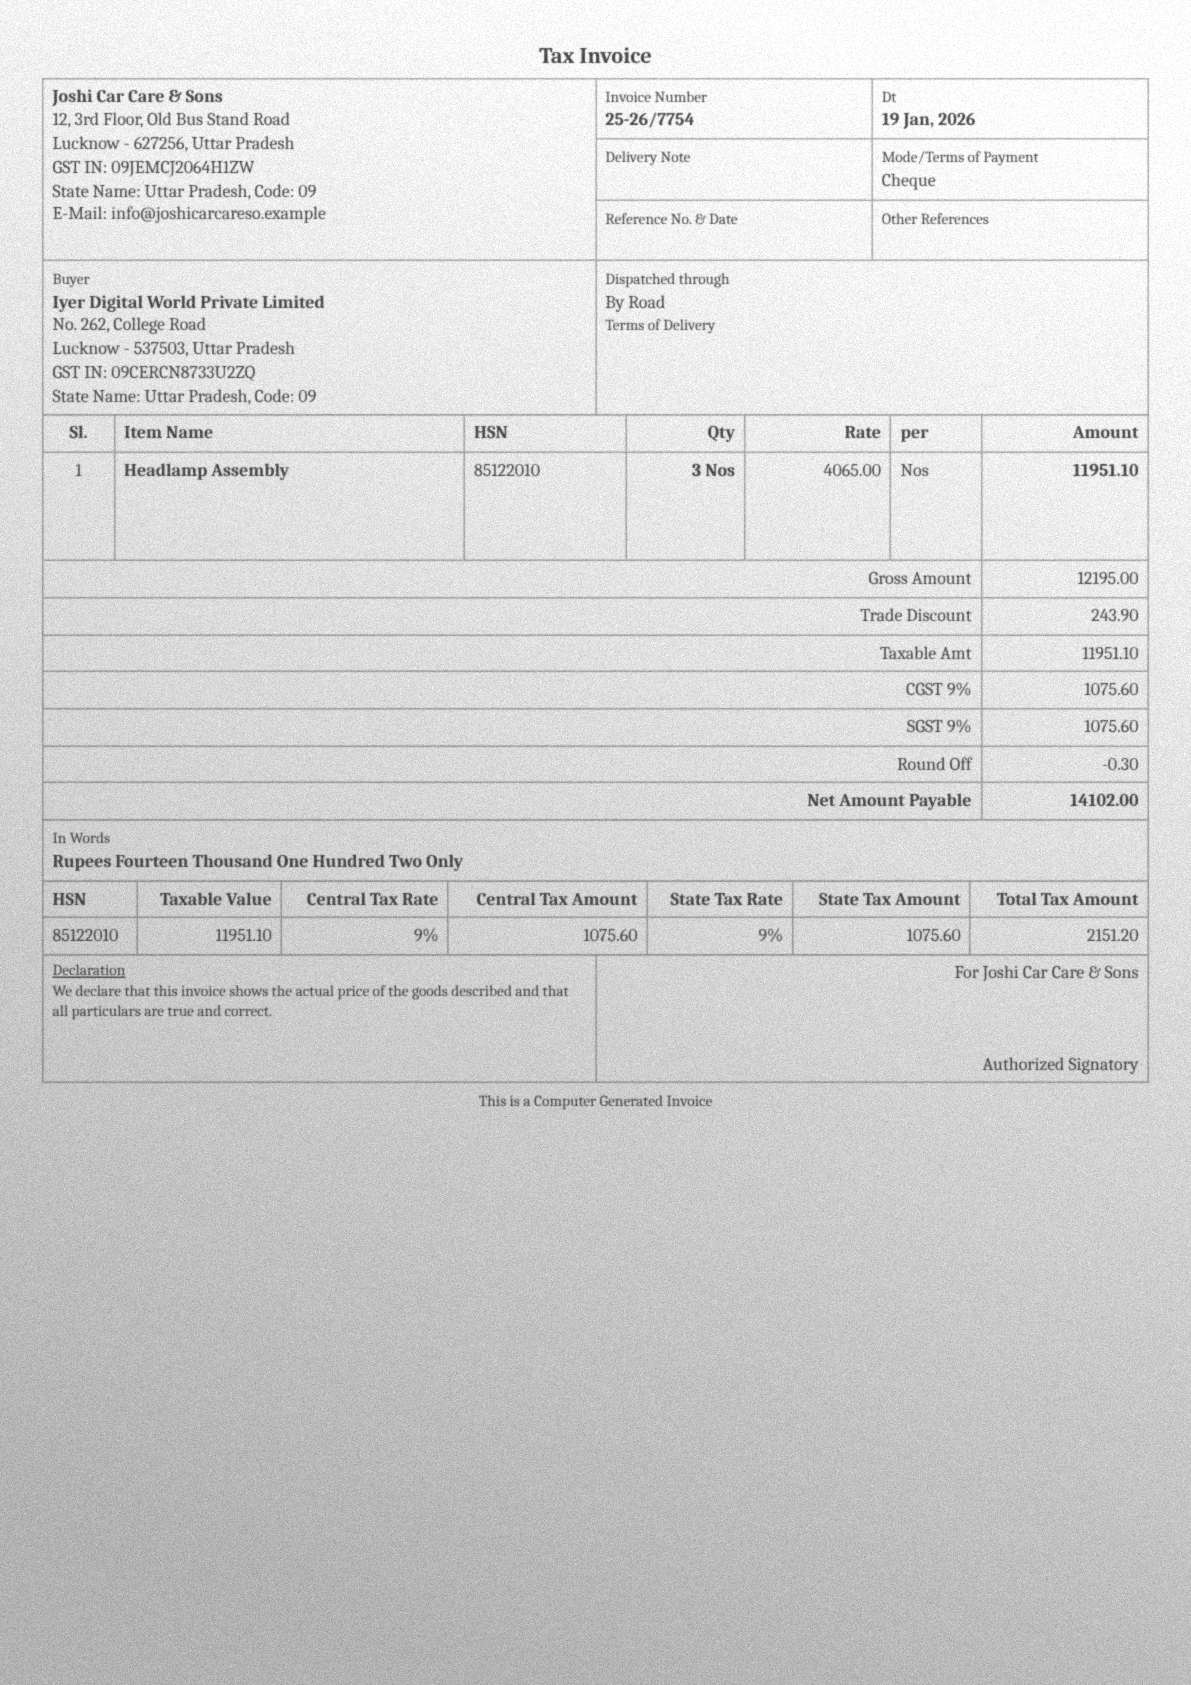 Tax Invoice
Joshi Car Care & Sons
12, 3rd Floor, Old Bus Stand Road
Lucknow - 627256, Uttar Pradesh
GST IN: 09JEMCJ2064H1ZW
State Name: Uttar Pradesh, Code: 09
E-Mail: info@joshicarcareso.example
Invoice Number
25-26/7754
Dt
19 Jan, 2026
Delivery Note
Mode/Terms of Payment
Cheque
Reference No. & Date
Other References
Buyer
Iyer Digital World Private Limited
No. 262, College Road
Lucknow - 537503, Uttar Pradesh
GST IN: 09CERCN8733U2ZQ
State Name: Uttar Pradesh, Code: 09
Dispatched through
By Road
Terms of Delivery
Sl. Item Name HSN Qty Rate per Amount
1 Headlamp Assembly 85122010 3 Nos 4065.00 Nos 11951.10
Gross Amount 12195.00
Trade Discount 243.90
Taxable Amt 11951.10
CGST 9% 1075.60
SGST 9% 1075.60
Round Off -0.30
Net Amount Payable 14102.00
In Words
Rupees Fourteen Thousand One Hundred Two Only
HSN Taxable Value Central Tax Rate Central Tax Amount State Tax Rate State Tax Amount Total Tax Amount
85122010 11951.10 9% 1075.60 9% 1075.60 2151.20
Declaration
We declare that this invoice shows the actual price of the goods described and that
all particulars are true and correct.
For Joshi Car Care & Sons
Authorized Signatory
This is a Computer Generated Invoice